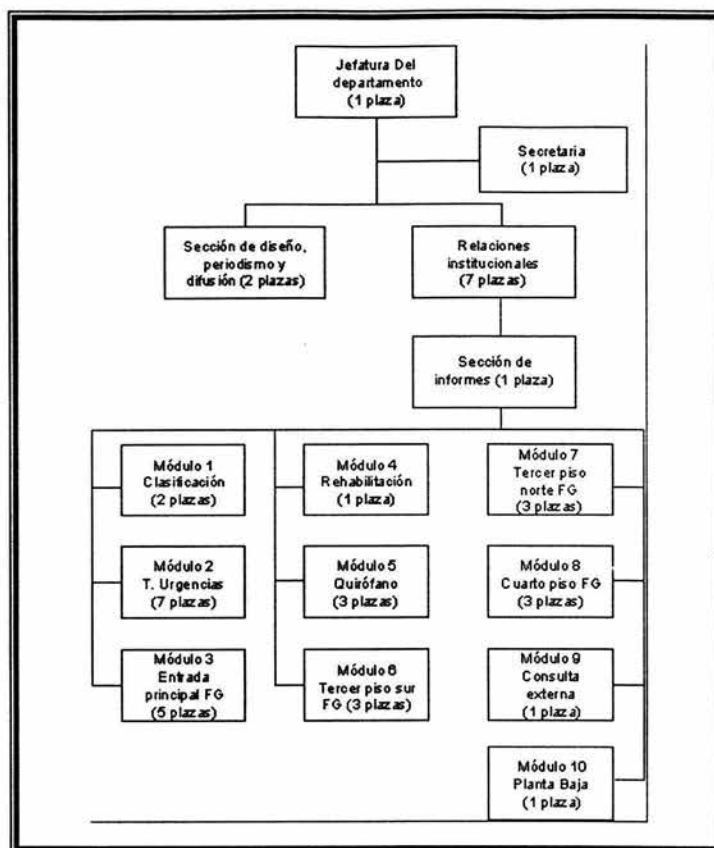 Jefatura Del
departamento
(1 plaza)
Secretaria
(1 plaza)
Sección de diseño,
periodismo y
difusión (2 plazas)
Relaciones
institucionales
(7 plazas)
Sección de
informes (1 plaza)
Módulo 1
Clasificación
(2 plazas)
Módulo 4
Rehabilitación
(1 plaza)
Módulo 7
Tercer piso
norte FG
(3 plazas)
Módulo 2
T. Urgencias
(7 plazas)
Módulo 5
Quirófano
(3 plazas)
Módulo 8
Cuarto piso FG
(3 plazas)
Módulo 3
Entrada
principal FG
(5 plazas)
Módulo 6
Tercer piso sur
FG (3 plazas)
Módulo 9
Consulta
externa
(1 plaza)
Módulo 10
Planta Baja
(1 plaza)